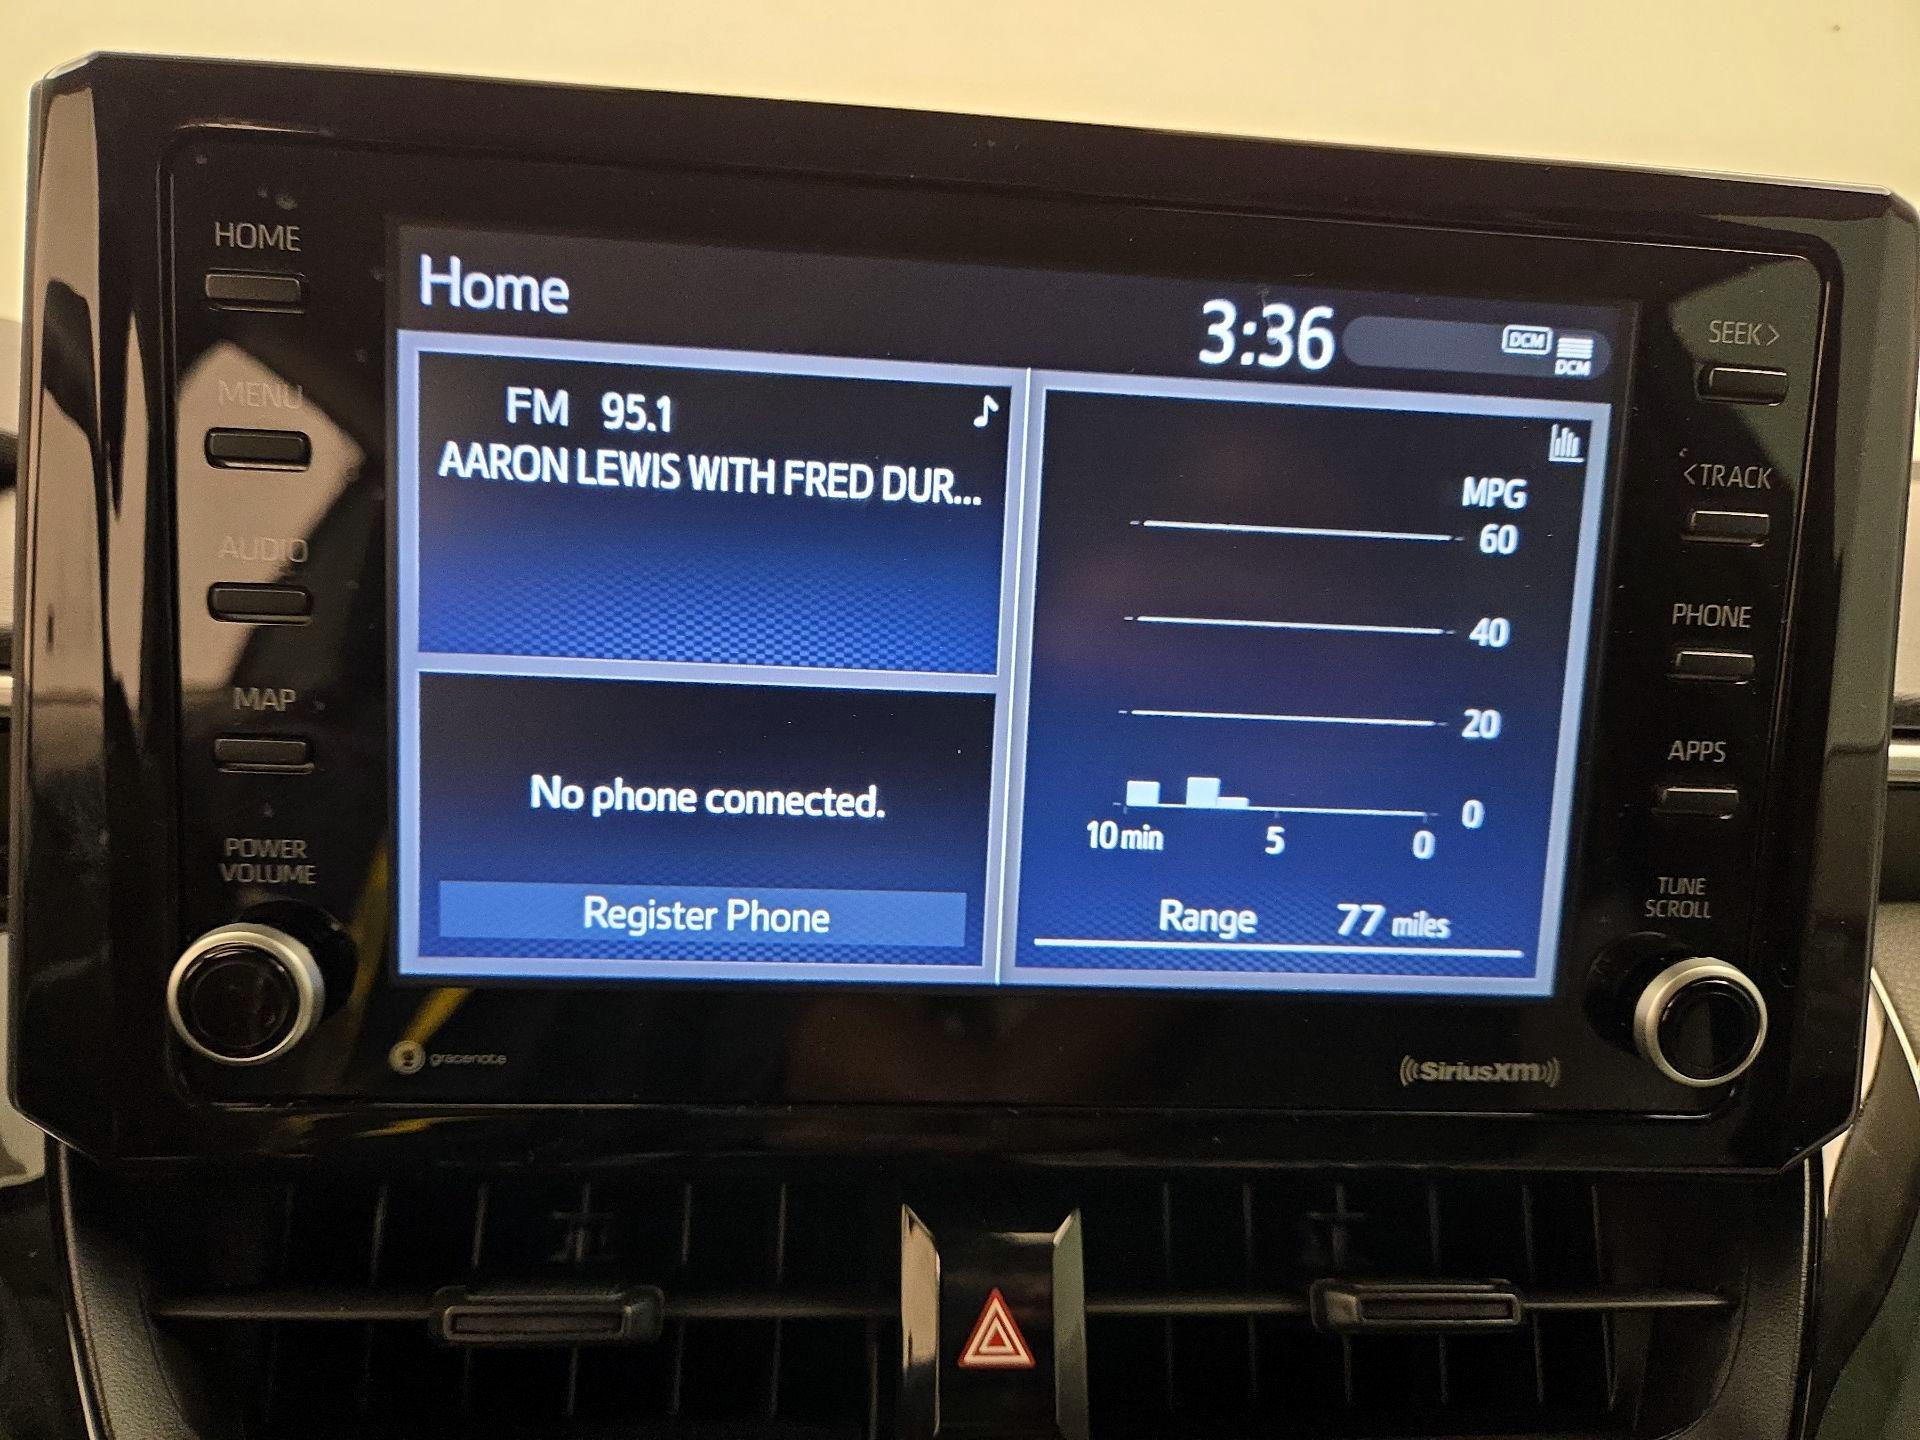 HOME
MENU
AUDIO
MAP
POWER
VOLUME
Home
3:36
DCM
DCM
FM 95.1
AARON LEWIS WITH FRED DUR...
No phone connected.
Register Phone
MPG
60
40
20
0
10 min 5 0
Range 77 miles
SEEK>
<TRACK
PHONE
APPS
TUNE
SCROLL
gracenote
((SiriusXM))